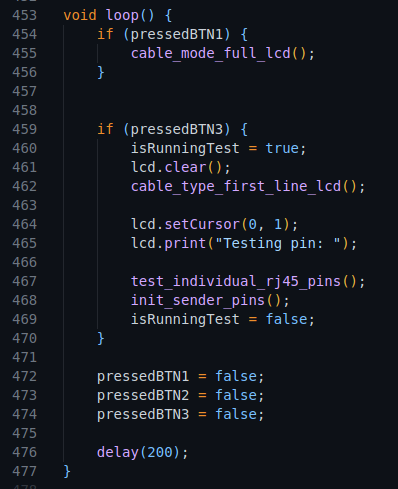 453 void loop() {
454 if (pressedBTN1) {
455 cable_mode_full_lcd();
456 }
457
458
459 if (pressedBTN3) {
460 isRunningTest = true;
461 lcd.clear();
462 cable_type_first_line_lcd();
463
464 lcd.setCursor(0, 1);
465 lcd.print("Testing pin: ");
466
467 test_individual_rj45_pins();
468 init_sender_pins();
469 isRunningTest = false;
470 }
471
472 pressedBTN1 = false;
473 pressedBTN2 = false;
474 pressedBTN3 = false;
475
476 delay(200);
477 }